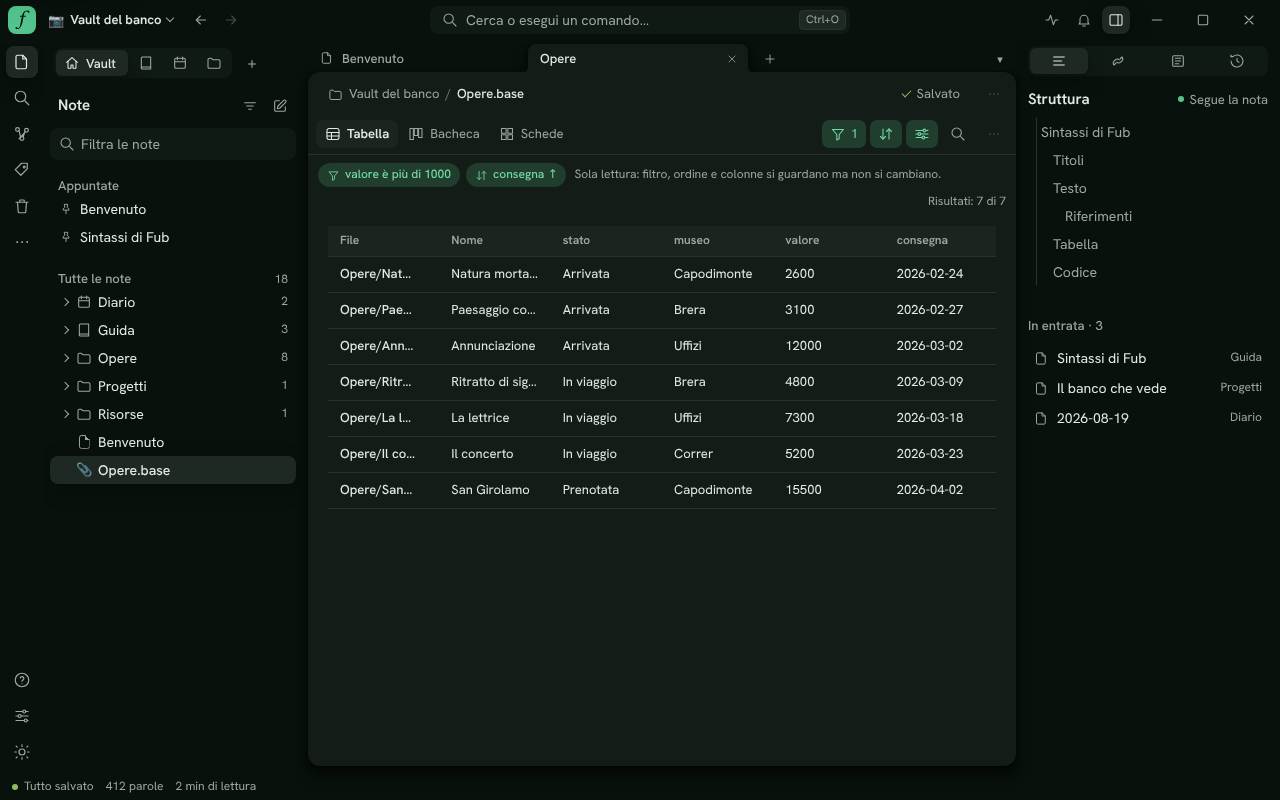 f Vault del banco
Cerca o esegui un comando...
Ctrl+O
Vault
Note
Filtra le note
Appuntate
Benvenuto
Sintassi di Fub
Tutte le note 18
Diario 2
Guida 3
Opere 8
Progetti 1
Risorse 1
Benvenuto
Opere.base
Tutto salvato 412 parole 2 min di lettura
Benvenuto
Opere
Vault del banco / Opere.base
Salvato
Tabella Bacheca Schede
1
valore è più di 1000 consegna ↑ Sola lettura: filtro, ordine e colonne si guardano ma non si cambiano.
Risultati: 7 di 7
File Nome stato museo valore consegna
Opere/Nat... Natura morta... Arrivata Capodimonte 2600 2026-02-24
Opere/Pae... Paesaggio co... Arrivata Brera 3100 2026-02-27
Opere/Ann... Annunciazione Arrivata Uffizi 12000 2026-03-02
Opere/Ritr... Ritratto di sig... In viaggio Brera 4800 2026-03-09
Opere/La l... La lettrice In viaggio Uffizi 7300 2026-03-18
Opere/Il co... Il concerto In viaggio Correr 5200 2026-03-23
Opere/San... San Girolamo Prenotata Capodimonte 15500 2026-04-02
Struttura
Segue la nota
Sintassi di Fub
Titoli
Testo
Riferimenti
Tabella
Codice
In entrata · 3
Sintassi di Fub Guida
Il banco che vede Progetti
2026-08-19 Diario